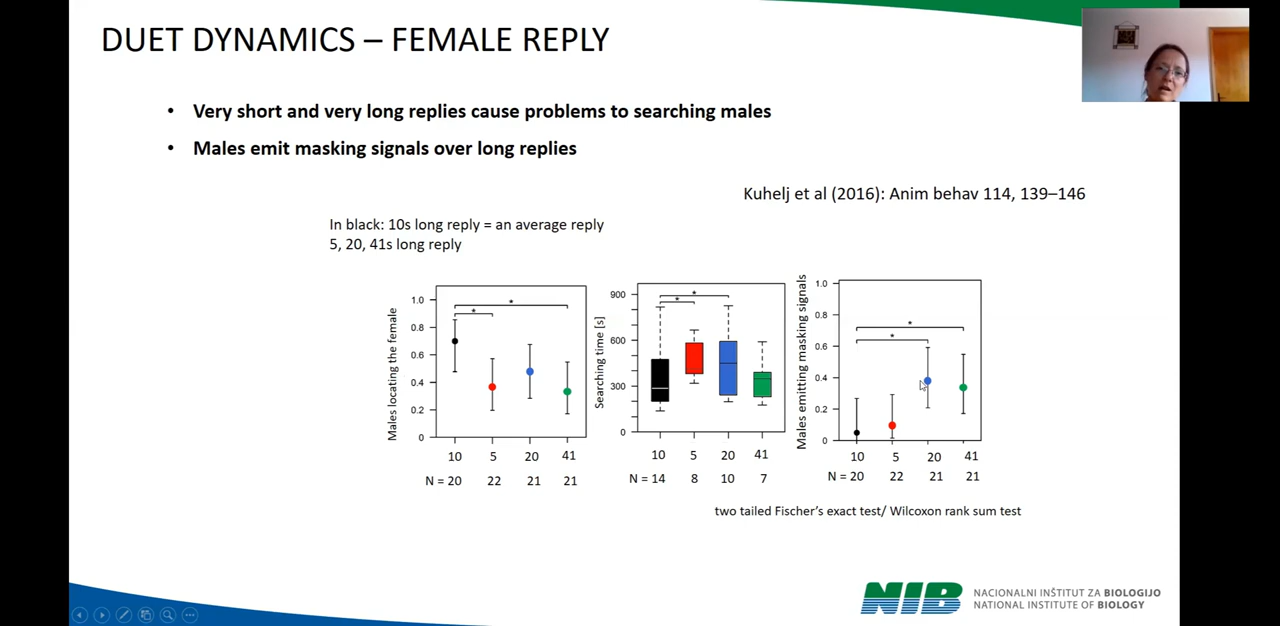 DUET DYNAMICS – FEMALE REPLY
• Very short and very long replies cause problems to searching males
• Males emit masking signals over long replies
Kuhelj et al (2016): Anim behav 114, 139–146
In black: 10s long reply = an average reply
5, 20, 41s long reply
Males locating the female
1.0
0.8
0.6
0.4
0.2
0
* *
10 5 20 41
N = 20 22 21 21
Searching time [s]
900
600
300
0
* *
10 5 20 41
N = 14 8 10 7
Males emitting masking signals
1.0
0.8
0.6
0.4
0.2
0
* *
10 5 20 41
N = 20 22 21 21
two tailed Fischer's exact test/ Wilcoxon rank sum test
NIB
NACIONALNI INŠTITUT ZA BIOLOGIJO
NATIONAL INSTITUTE OF BIOLOGY